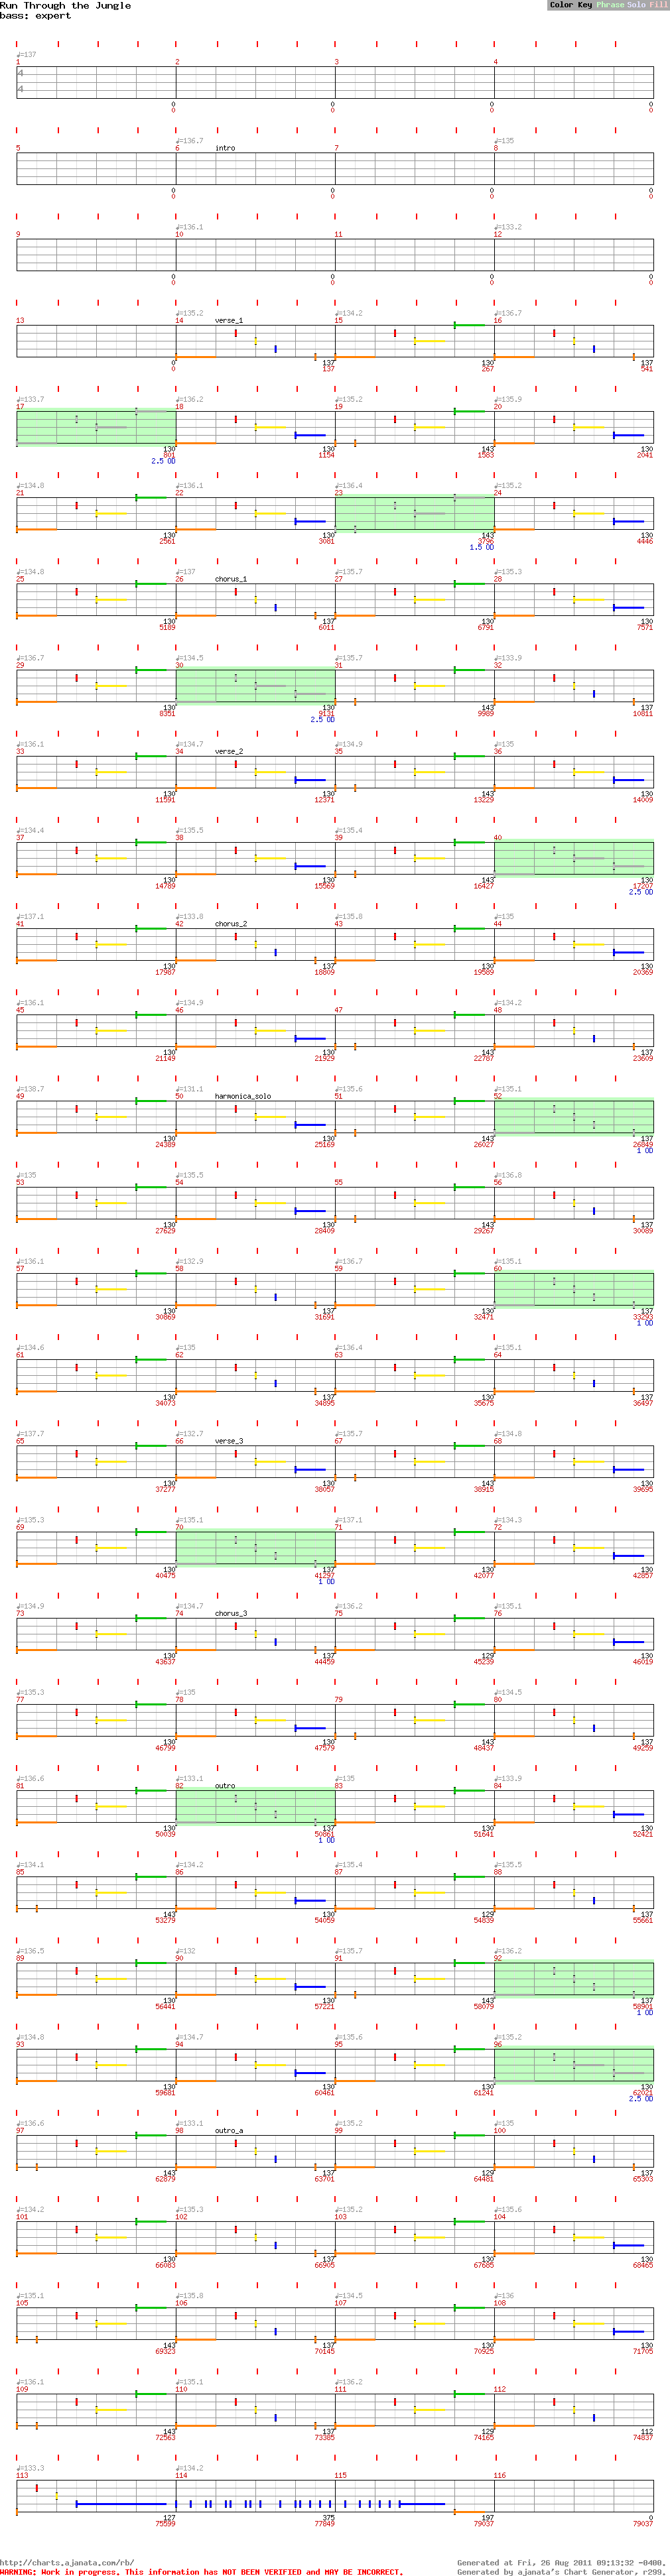 Run Through the Jungle
bass: expert
Color Key Phrase Solo Fill
♩=137
1 2 3 4
4
4
0 0 0 0
0 0 0 0
♩=136.7 ♩=135
5 6 intro 7 8
0 0 0 0
0 0 0 0
♩=136.1 ♩=133.2
9 10 11 12
0 0 0 0
0 0 0 0
♩=135.2 ♩=134.2 ♩=136.7
13 14 verse_1 15 16
0 137 130 137
0 137 267 541
♩=133.7 ♩=136.2 ♩=135.2 ♩=135.9
17 18 19 20
130 130 143 130
801 1154 1583 2041
2.5 OD
♩=134.8 ♩=136.1 ♩=136.4 ♩=135.2
21 22 23 24
130 130 143 130
2561 3081 3796 4446
1.5 OD
♩=134.8 ♩=137 ♩=135.7 ♩=135.3
25 26 chorus_1 27 28
130 137 130 130
5189 6011 6791 7571
♩=136.7 ♩=134.5 ♩=135.7 ♩=133.9
29 30 31 32
130 130 143 137
8351 9131 9989 10811
2.5 OD
♩=136.1 ♩=134.7 ♩=134.9 ♩=135
33 34 verse_2 35 36
130 130 143 130
11591 12371 13229 14009
♩=134.4 ♩=135.5 ♩=135.4
37 38 39 40
130 130 143 130
14789 15569 16427 17207
2.5 OD
♩=137.1 ♩=133.8 ♩=135.8 ♩=135
41 42 chorus_2 43 44
130 137 130 130
17987 18809 19589 20369
♩=136.1 ♩=134.9 ♩=134.2
45 46 47 48
130 130 143 137
21149 21929 22787 23609
♩=138.7 ♩=131.1 ♩=135.6 ♩=135.1
49 50 harmonica_solo 51 52
130 130 143 137
24389 25169 26027 26849
1 OD
♩=135 ♩=135.5 ♩=136.8
53 54 55 56
130 130 143 137
27629 28409 29267 30089
♩=136.1 ♩=132.9 ♩=136.7 ♩=135.1
57 58 59 60
130 137 130 137
30869 31691 32471 33293
1 OD
♩=134.6 ♩=135 ♩=136.4 ♩=135.1
61 62 63 64
130 137 130 137
34073 34895 35675 36497
♩=137.7 ♩=132.7 ♩=135.7 ♩=134.8
65 66 verse_3 67 68
130 130 143 130
37277 38057 38915 39695
♩=135.3 ♩=135.1 ♩=137.1 ♩=134.3
69 70 71 72
130 137 130 130
40475 41297 42077 42857
1 OD
♩=134.9 ♩=134.7 ♩=136.2 ♩=135.1
73 74 chorus_3 75 76
130 137 129 130
43637 44459 45239 46019
♩=135.3 ♩=135 ♩=134.5
77 78 79 80
130 130 143 137
46799 47579 48437 49259
♩=136.6 ♩=133.1 ♩=135 ♩=133.9
81 82 outro 83 84
130 137 130 130
50039 50861 51641 52421
1 OD
♩=134.1 ♩=134.2 ♩=135.4 ♩=135.5
85 86 87 88
143 130 129 137
53279 54059 54839 55661
♩=136.5 ♩=132 ♩=135.7 ♩=136.2
89 90 91 92
130 130 143 137
56441 57221 58079 58901
1 OD
♩=134.8 ♩=134.7 ♩=135.6 ♩=135.2
93 94 95 96
130 130 130 130
59681 60461 61241 62021
2.5 OD
♩=136.6 ♩=133.1 ♩=135.2 ♩=135
97 98 outro_a 99 100
143 137 129 137
62879 63701 64481 65303
♩=134.2 ♩=135.3 ♩=135.2 ♩=135.6
101 102 103 104
130 137 130 130
66083 66905 67685 68465
♩=135.1 ♩=135.8 ♩=134.5 ♩=136
105 106 107 108
143 137 130 130
69323 70145 70925 71705
♩=136.1 ♩=135.1 ♩=136.2
109 110 111 112
143 137 129 112
72563 73385 74165 74837
♩=133.3 ♩=134.2
113 114 115 116
127 375 197 0
75599 77849 79037 79037
http://charts.ajanata.com/rb/
WARNING: Work in progress. This information has NOT BEEN VERIFIED and MAY BE INCORRECT.
Generated at Fri, 26 Aug 2011 09:13:32 -0400.
Generated by ajanata's Chart Generator, r299.